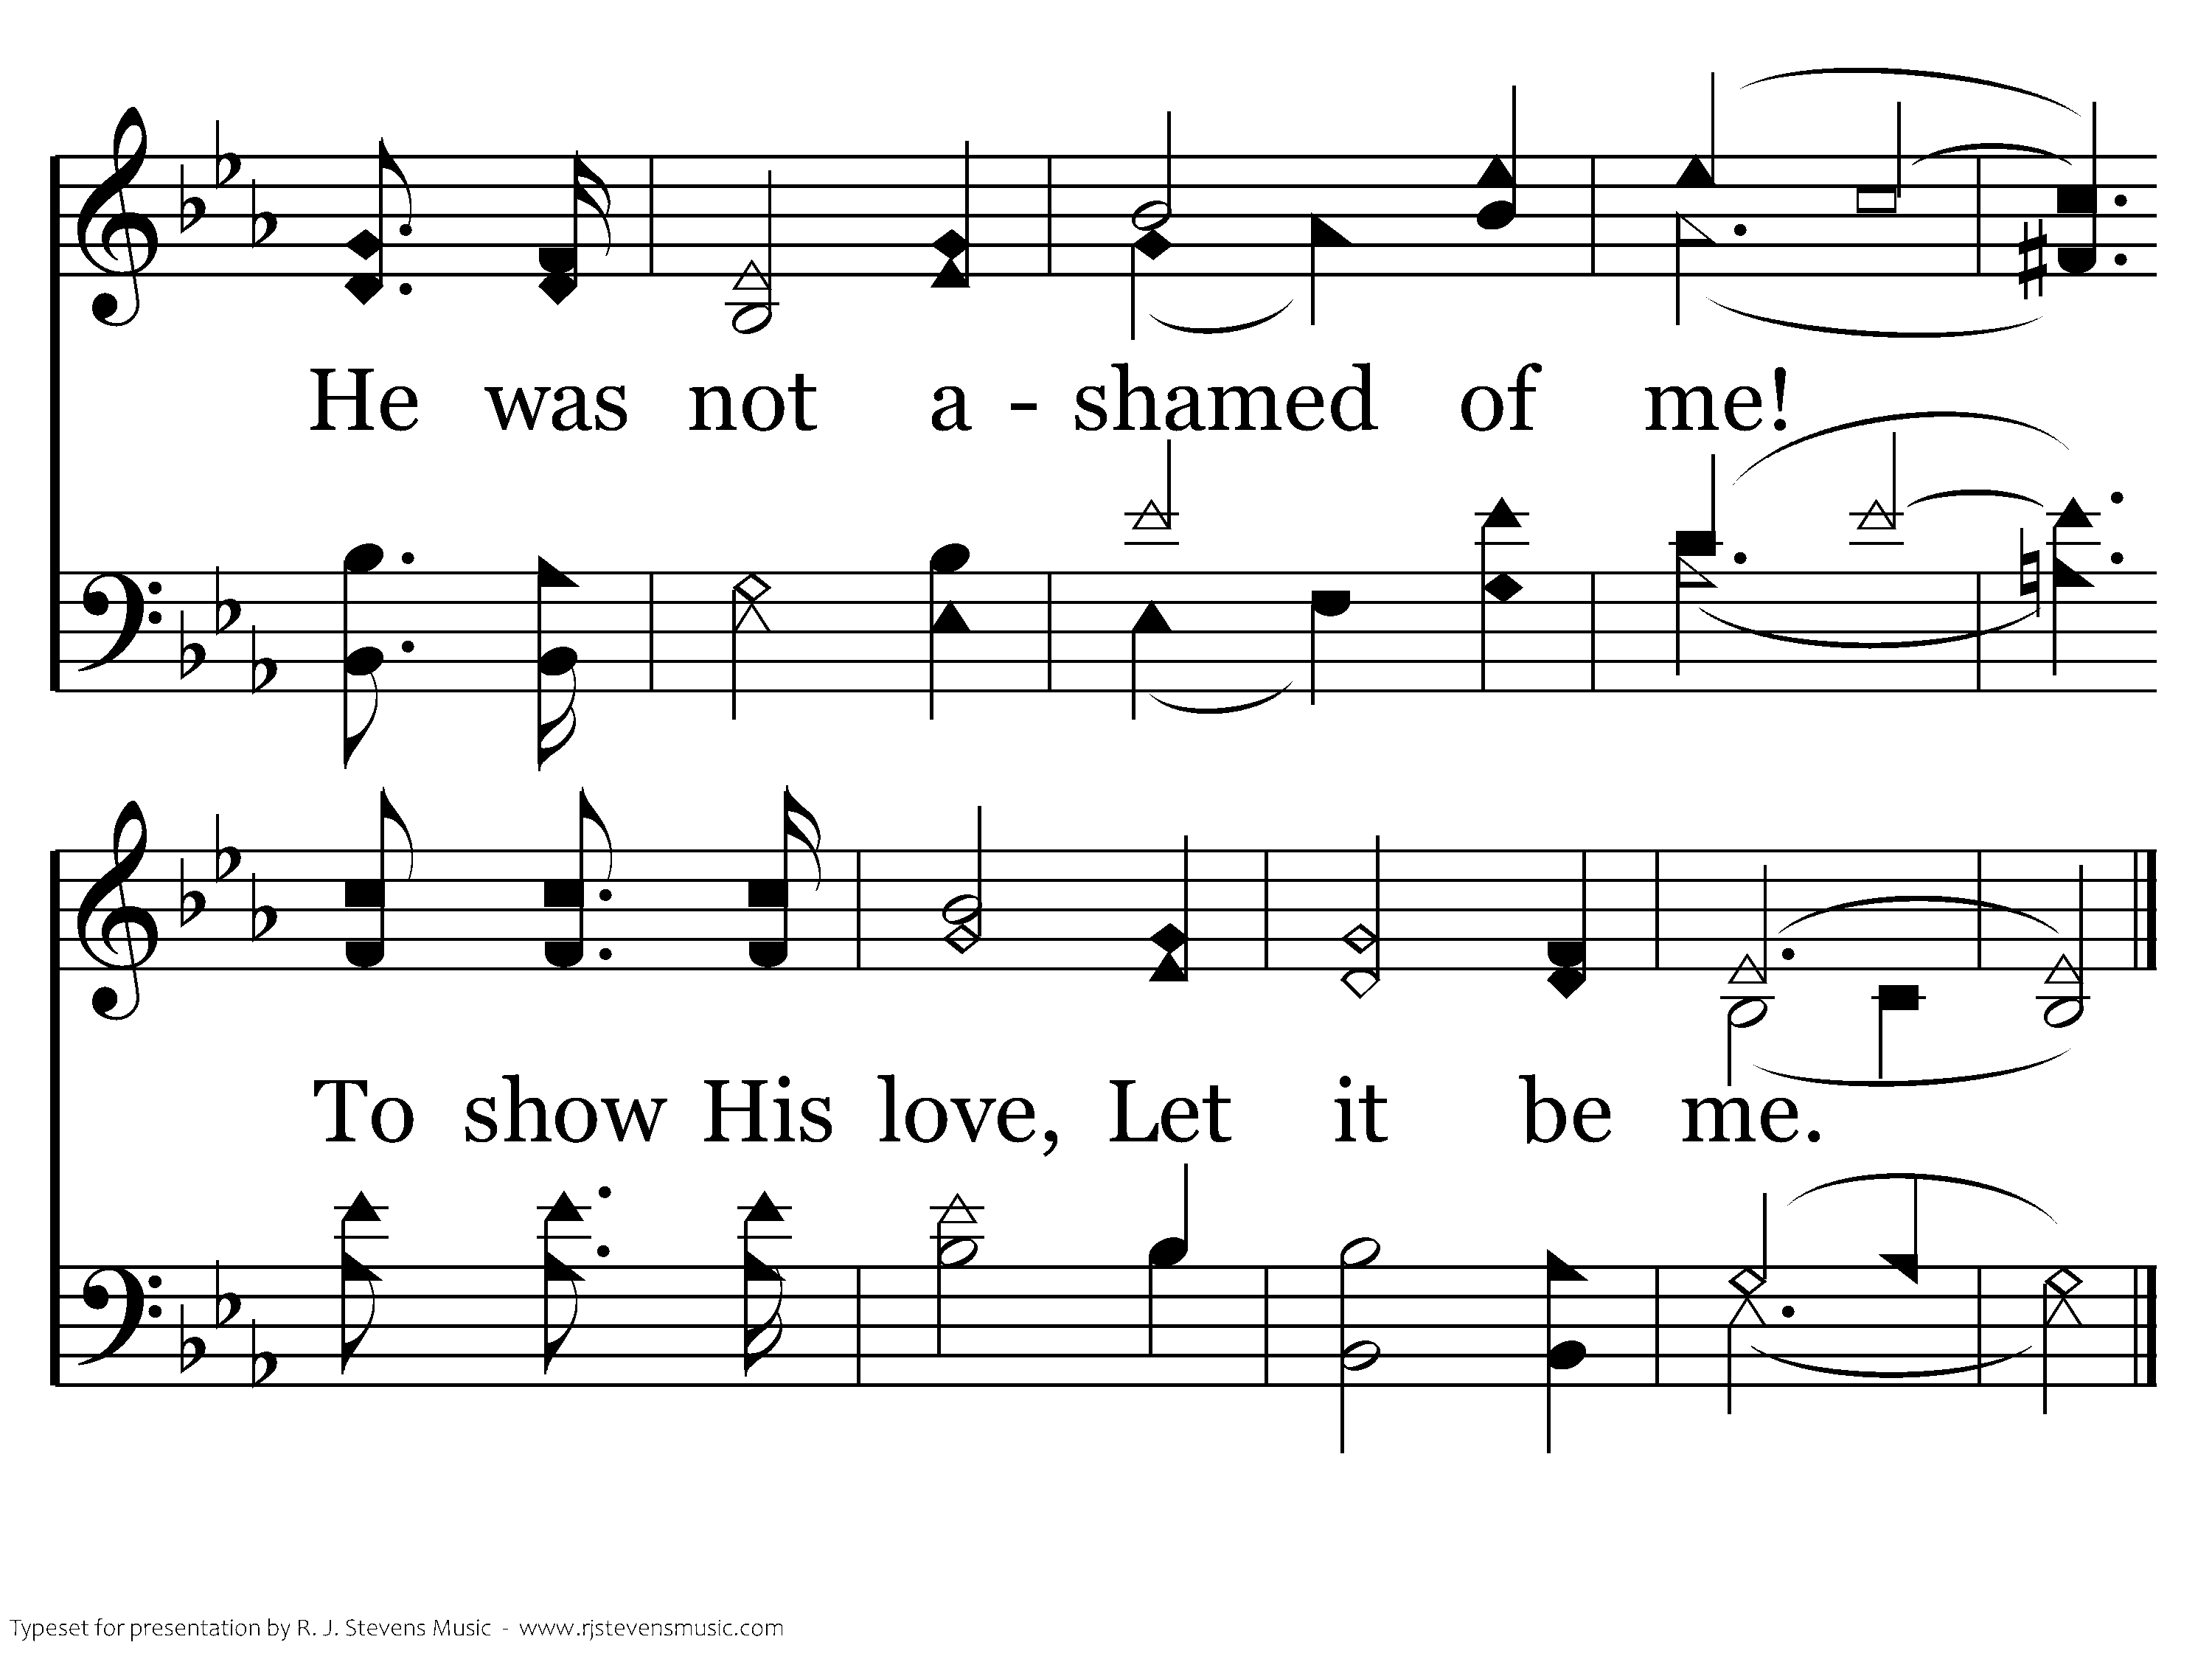 He was not a - shamed of me!
To show His love, Let it be me.
Typeset for presentation by R. J. Stevens Music - www.rjstevensmusic.com